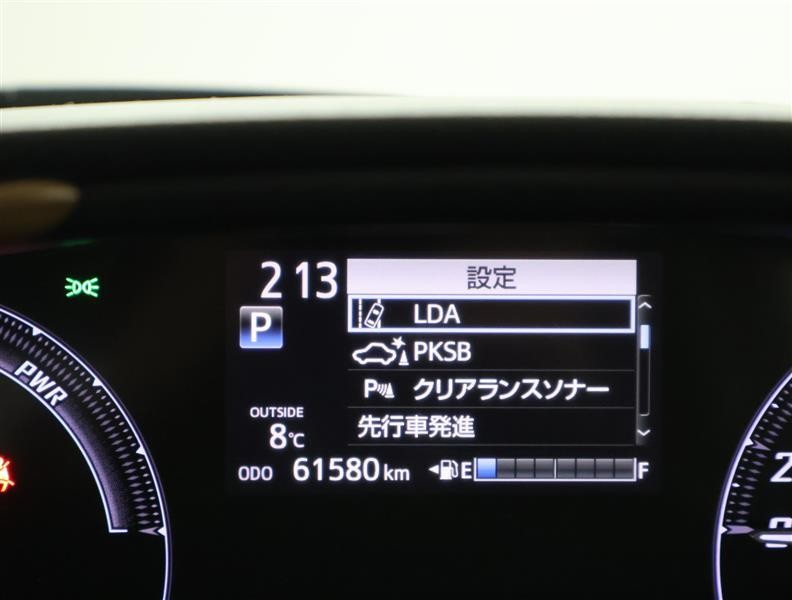 2 13
設定
LDA
P
PKSB
P クリアランスソナー
先行車発進
OUTSIDE
8℃
ODO 61580 km
E F
PWR
2